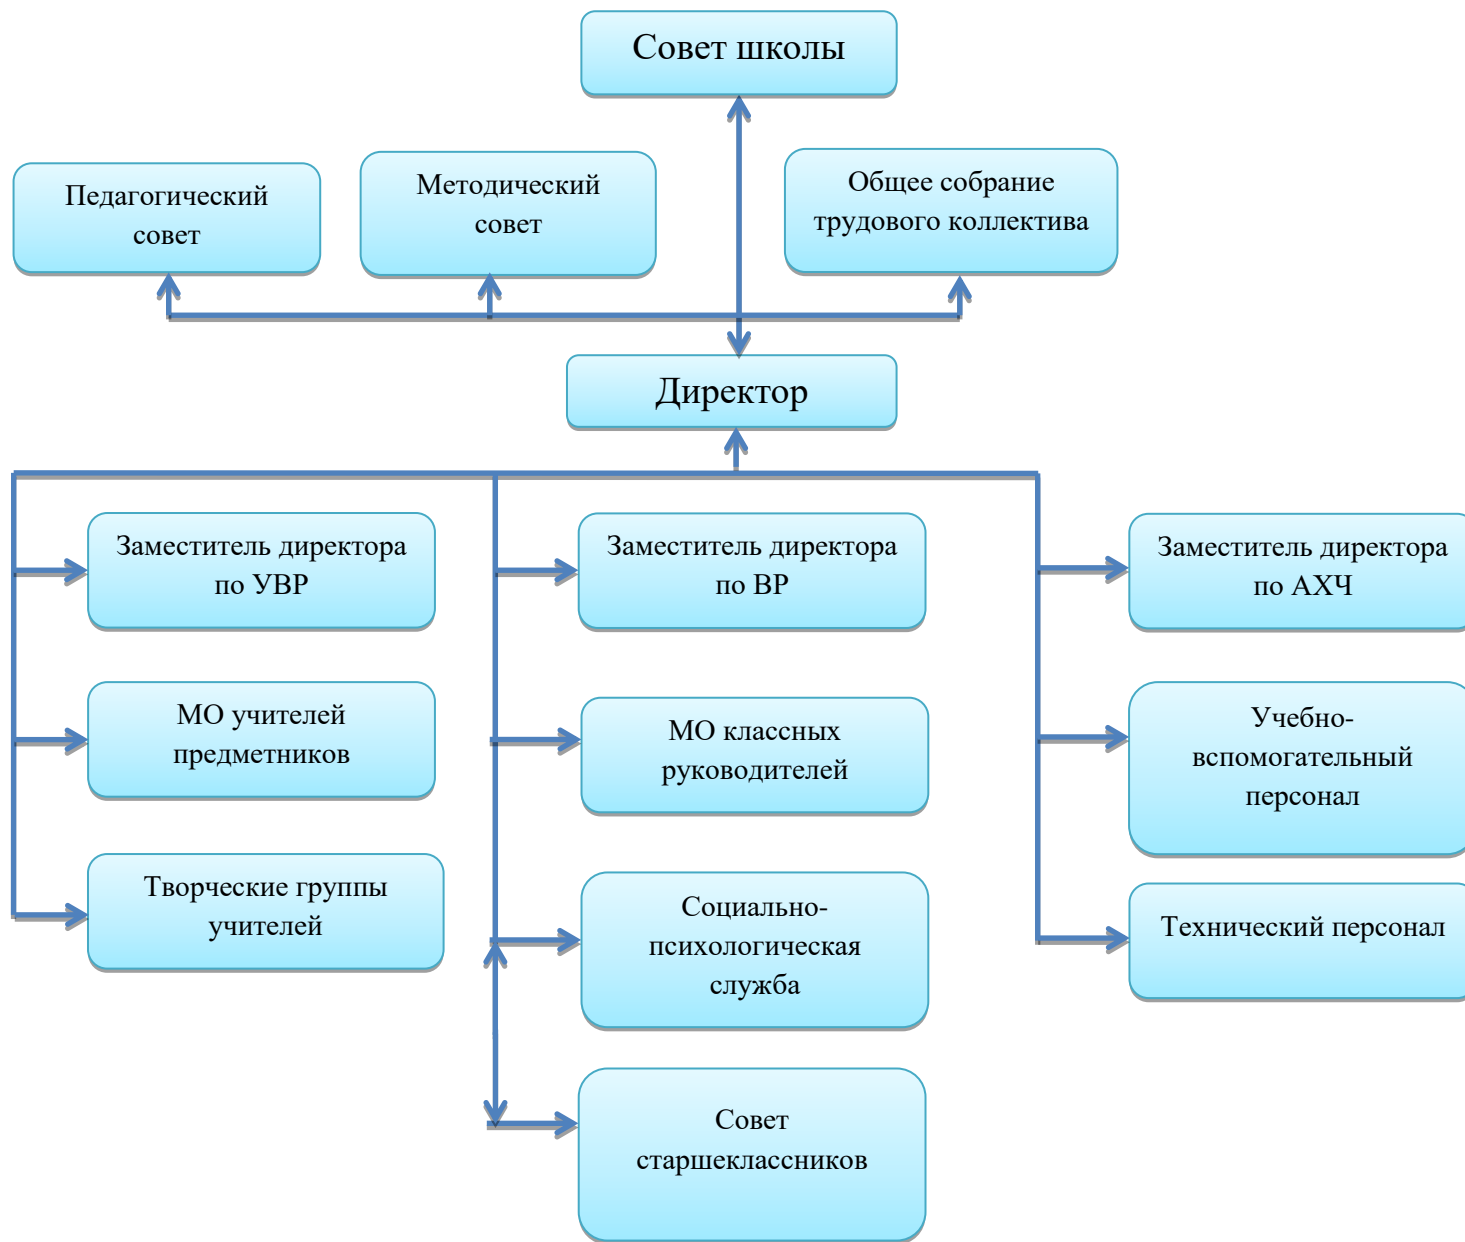 Совет школы
Педагогический
совет
Методический
совет
Общее собрание
трудового коллектива
Директор
Заместитель директора
по УВР
Заместитель директора
по ВР
Заместитель директора
по АХЧ
МО учителей
предметников
МО классных
руководителей
Учебно-
вспомогательный
персонал
Творческие группы
учителей
Социально-
психологическая
служба
Технический персонал
Совет
старшеклассников